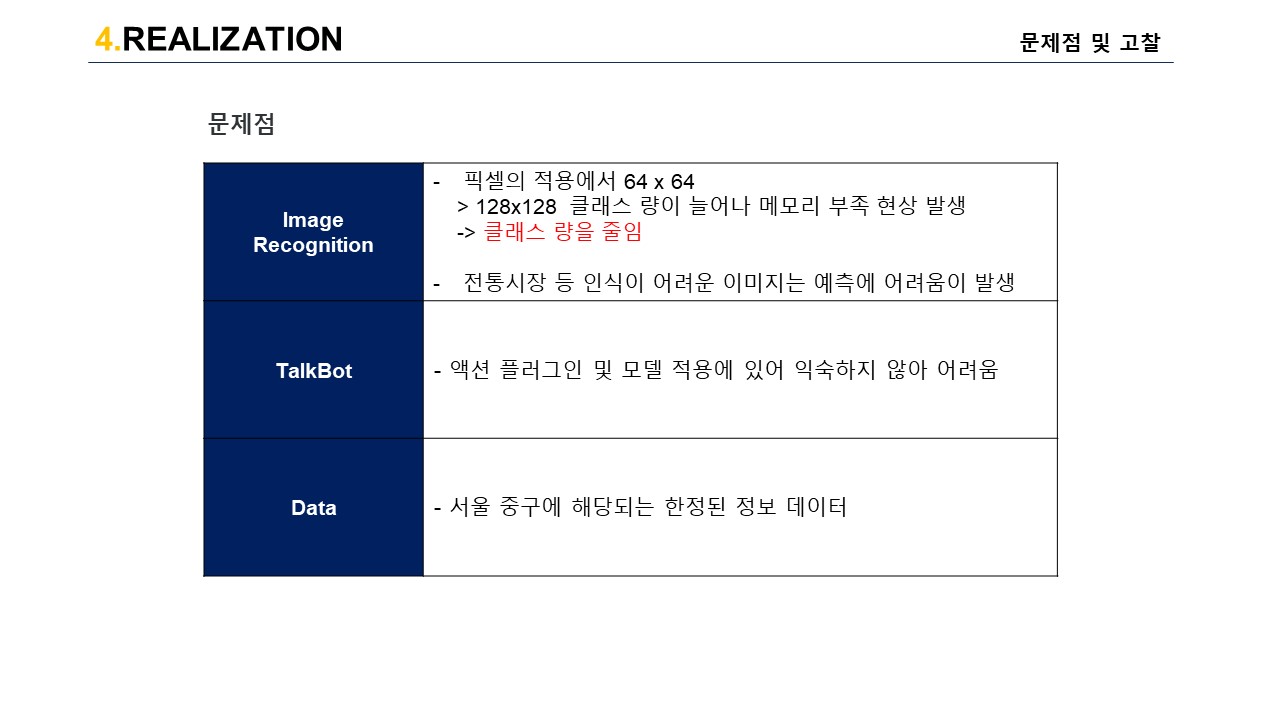 4.REALIZATION
문제점 및 고찰
문제점
Image
Recognition
- 픽셀의 적용에서 64 x 64
> 128x128 클래스 량이 늘어나 메모리 부족 현상 발생
-> 클래스 량을 줄임
- 전통시장 등 인식이 어려운 이미지는 예측에 어려움이 발생
TalkBot
- 액션 플러그인 및 모델 적용에 있어 익숙하지 않아 어려움
Data
- 서울 중구에 해당되는 한정된 정보 데이터